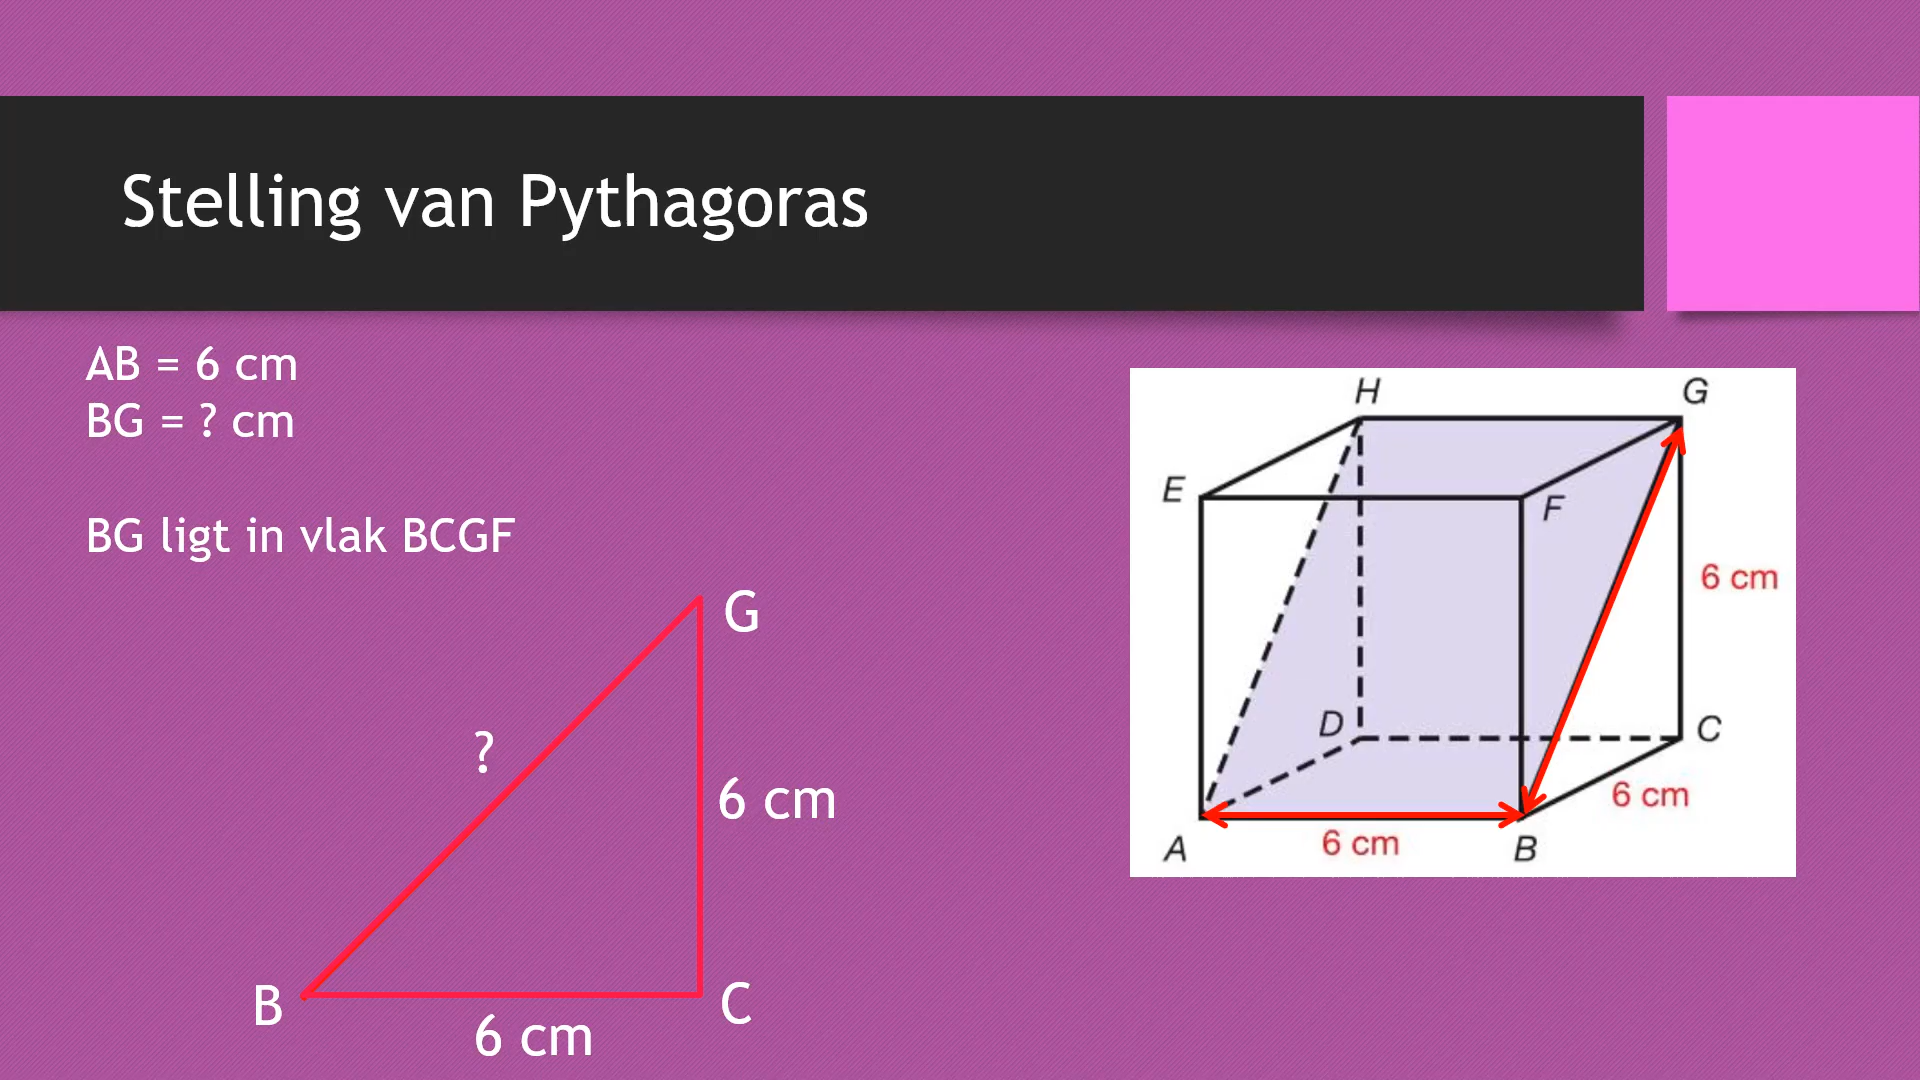 Stelling van Pythagoras
AB = 6 cm
BG = ? cm
BG ligt in vlak BCGF
G
?
6 cm
B
C
6 cm
H
G
E
F
6 cm
D
C
6 cm
A
6 cm
B